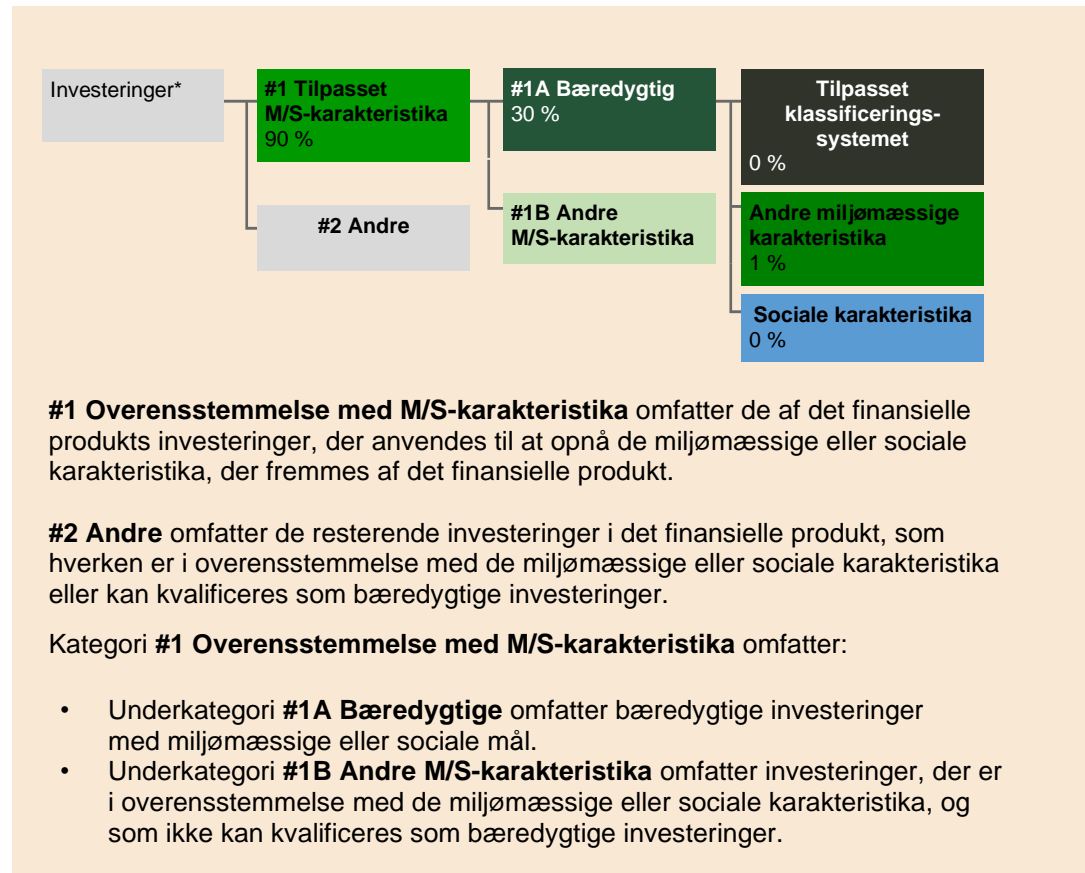 Investeringer*
#1 Tilpasset
M/S-karakteristika
90 %
#2 Andre
#1A Bæredygtig
30 %
#1B Andre
M/S-karakteristika
Tilpasset
klassificerings-
systemet
0 %
Andre miljømæssige
karakteristika
1 %
Sociale karakteristika
0 %
#1 Overensstemmelse med M/S-karakteristika omfatter de af det finansielle
produkts investeringer, der anvendes til at opnå de miljømæssige eller sociale
karakteristika, der fremmes af det finansielle produkt.
#2 Andre omfatter de resterende investeringer i det finansielle produkt, som
hverken er i overensstemmelse med de miljømæssige eller sociale karakteristika
eller kan kvalificeres som bæredygtige investeringer.
Kategori #1 Overensstemmelse med M/S-karakteristika omfatter:
• Underkategori #1A Bæredygtige omfatter bæredygtige investeringer
med miljømæssige eller sociale mål.
• Underkategori #1B Andre M/S-karakteristika omfatter investeringer, der er
i overensstemmelse med de miljømæssige eller sociale karakteristika, og
som ikke kan kvalificeres som bæredygtige investeringer.